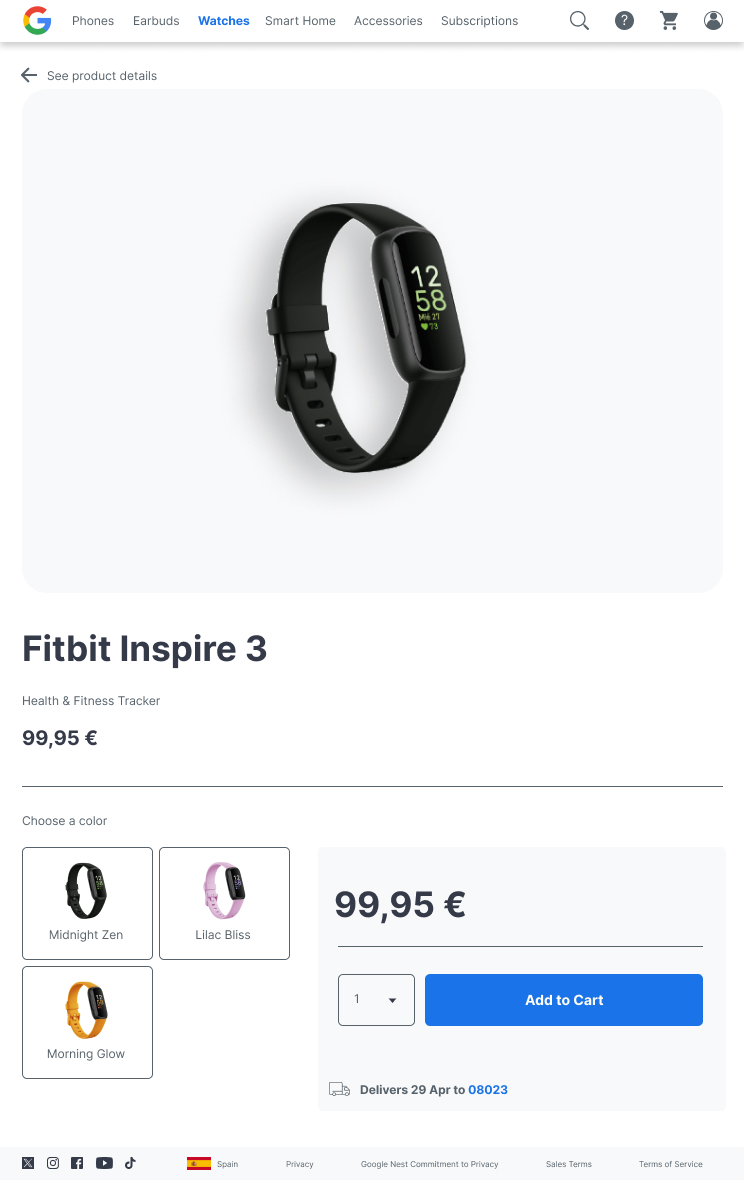 Phones Earbuds Watches Smart Home Accessories Subscriptions ?
See product details
12
58
Mié 27
73
Fitbit Inspire 3
Health & Fitness Tracker
99,95 €
Choose a color
Midnight Zen
Lilac Bliss
Morning Glow
99,95 €
1
Add to Cart
Delivers 29 Apr to 08023
Spain Privacy Google Nest Commitment to Privacy Sales Terms Terms of Service